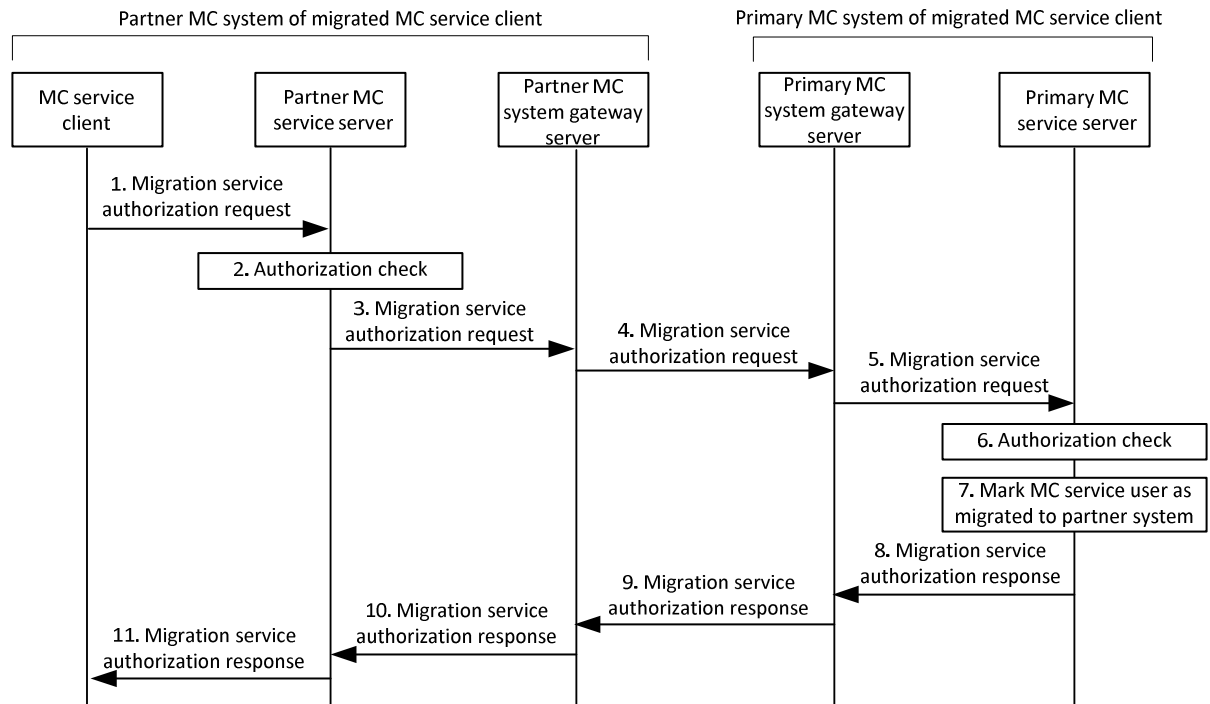 Partner MC system of migrated MC service client
Primary MC system of migrated MC service client
MC service
client
Partner MC
service server
Partner MC
system gateway
server
Primary MC
system gateway
server
Primary MC
service server
1. Migration service
authorization request
2. Authorization check
3. Migration service
authorization request
4. Migration service
authorization request
5. Migration service
authorization request
6. Authorization check
7. Mark MC service user as
migrated to partner system
8. Migration service
authorization response
9. Migration service
authorization response
10. Migration service
authorization response
11. Migration service
authorization response